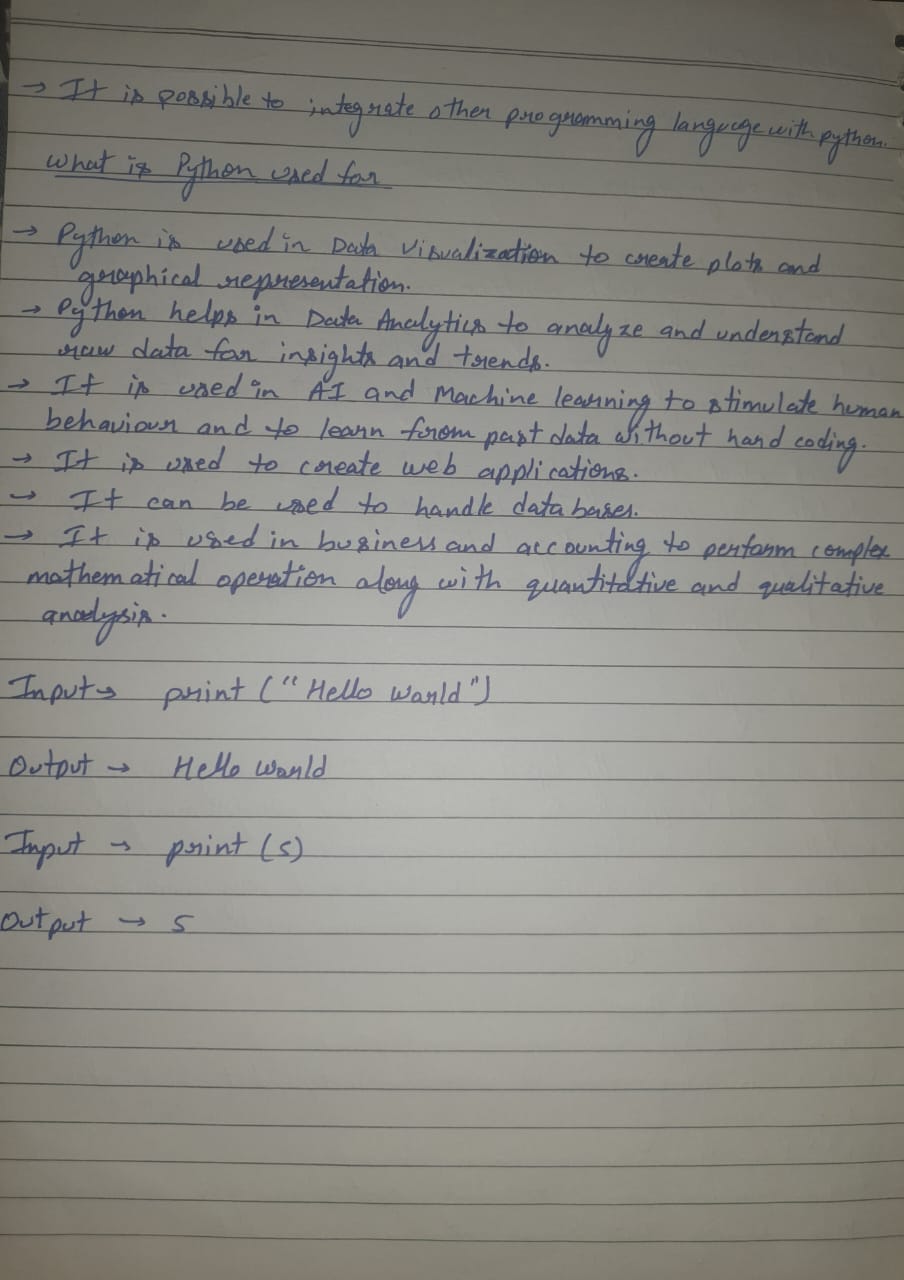 → It is possible to integrate other programming language with python.
What is Python used for
→ Python is used in Data Visualization to create plots and
graphical representation.
→ Python helps in Data Analytics to analyze and understand
raw data for insights and trends.
→ It is used in AI and Machine learning to stimulate human
behaviour and to learn from past data without hand coding.
→ It is used to create web applications.
→ It can be used to handle databases.
→ It is used in business and accounting to perform complex
mathematical operation along with quantitative and qualitative
analysis.
Input → print ("Hello World")
Output → Hello World
Input → print (5)
Output → 5